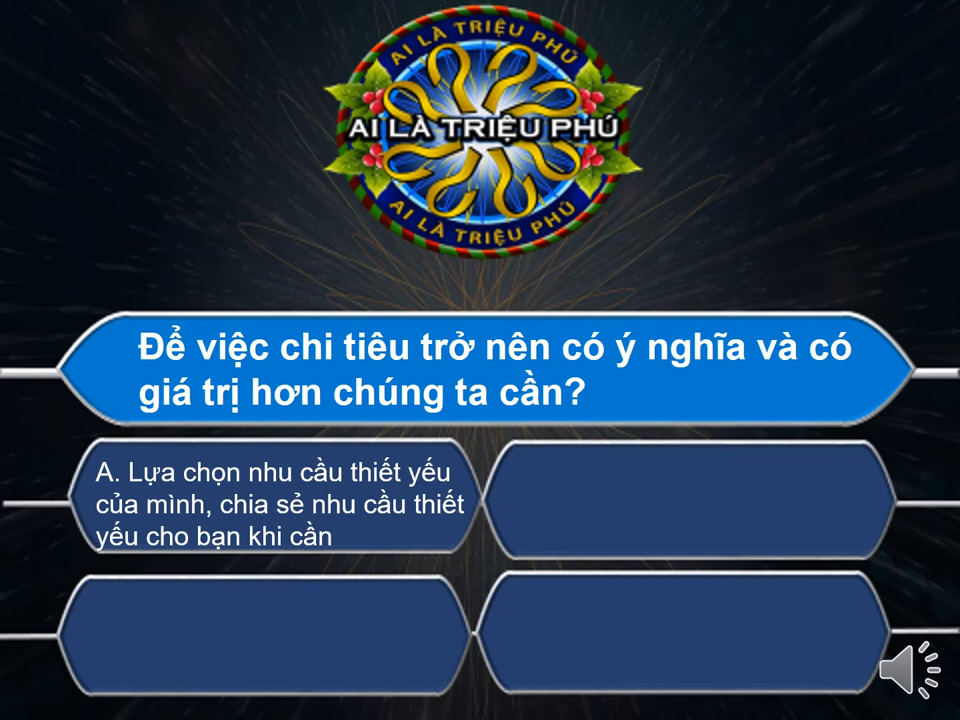 AI LÀ TRIỆU PHÚ
AI LÀ TRIỆU PHÚ
AI LÀ TRIỆU PHÚ
Để việc chi tiêu trở nên có ý nghĩa và có
giá trị hơn chúng ta cần?
A. Lựa chọn nhu cầu thiết yếu
của mình, chia sẻ nhu cầu thiết
yếu cho bạn khi cần